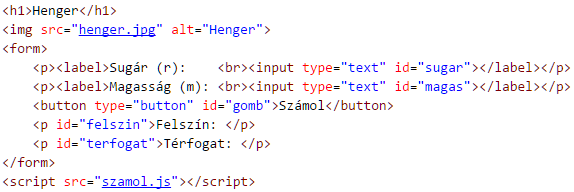 <h1>Henger</h1>
<img src="henger.jpg" alt="Henger">
<form>
    <p><label>Sugár (r):    <br><input type="text" id="sugar"></label></p>
    <p><label>Magasság (m): <br><input type="text" id="magas"></label></p>
    <button type="button" id="gomb">Számol</button>
    <p id="felszin">Felszín: </p>
    <p id="terfogat">Térfogat: </p>
</form>
<script src="szamol.js"></script>